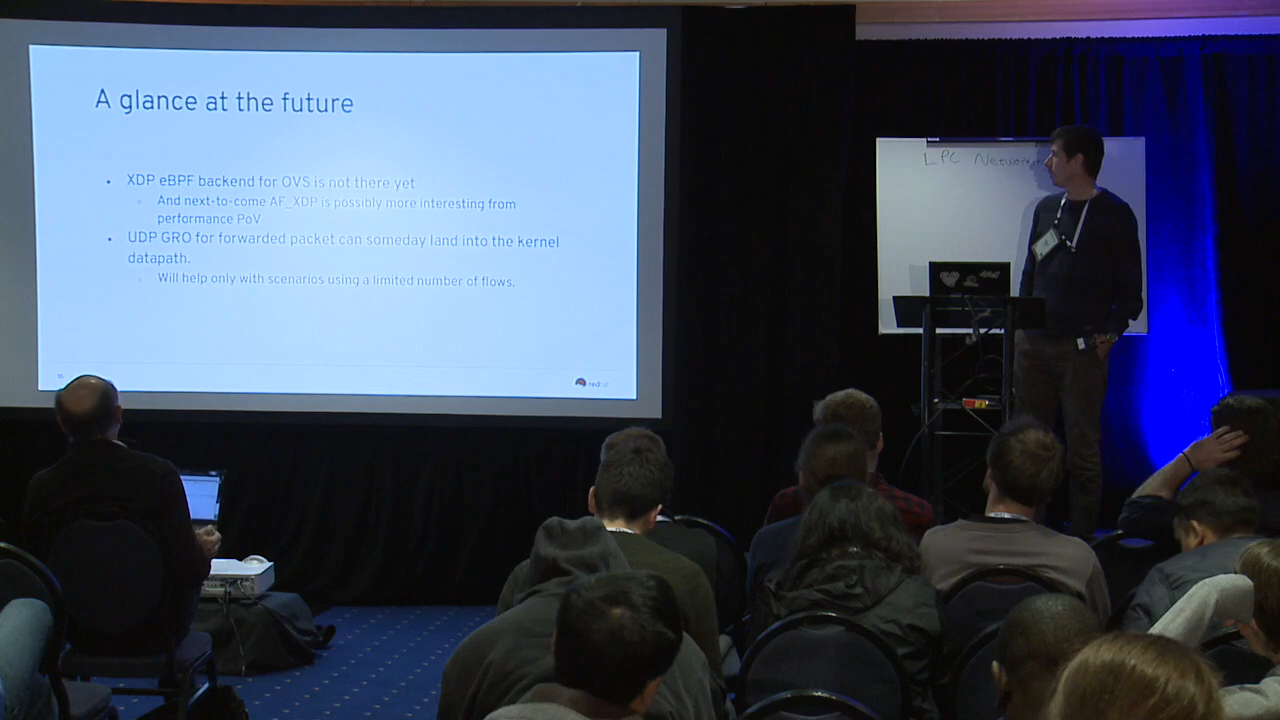 A glance at the future
XDP eBPF backend for OVS is not there yet
And next-to-come AF_XDP is possibly more interesting from
performance PoV
UDP GRO for forwarded packet can someday land into the kernel
datapath.
Will help only with scenarios using a limited number of flows.
redhat
LPC Network